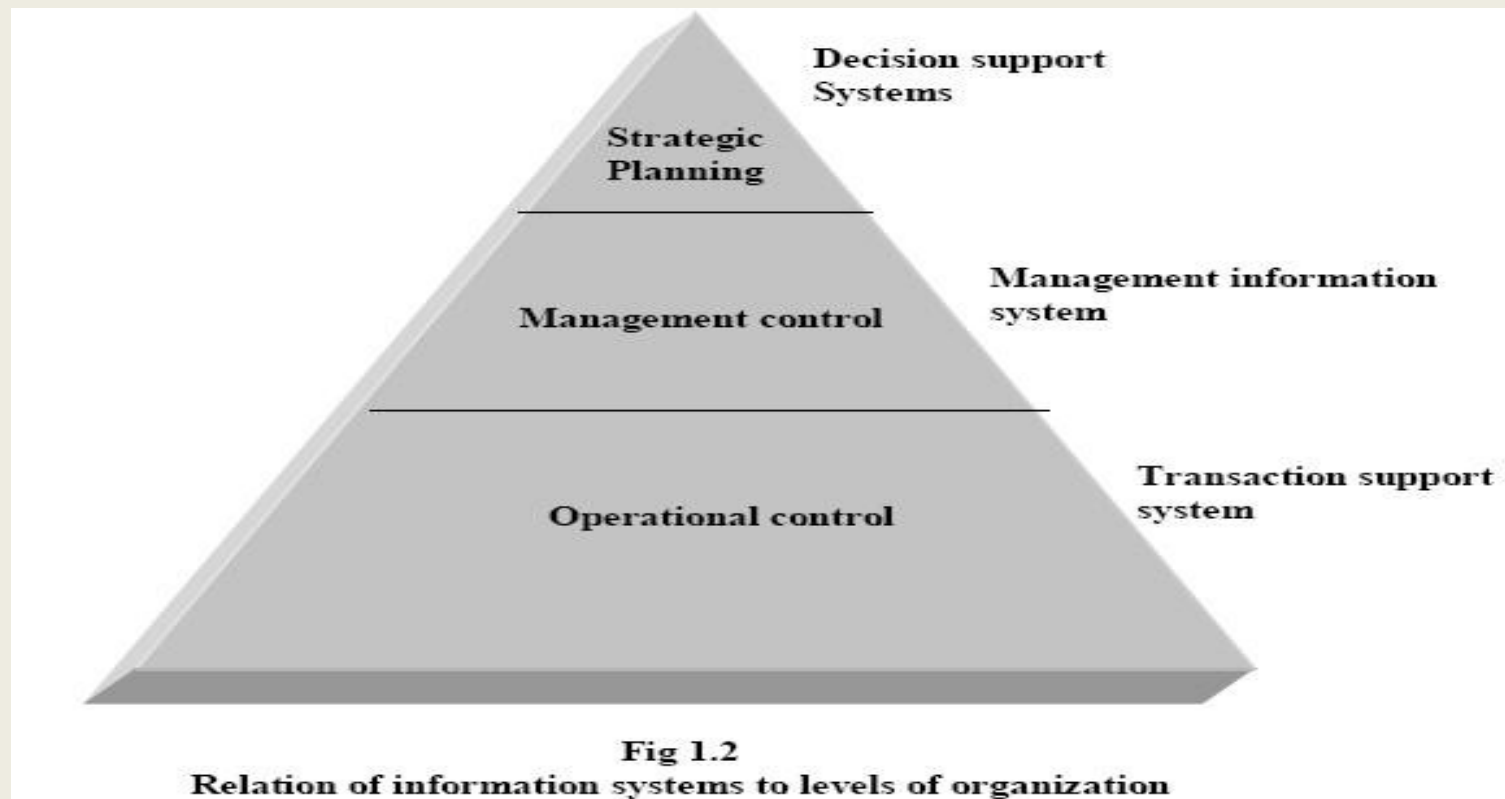 Decision support
Systems
Strategic
Planning
Management information
system
Management control
Transaction support
system
Operational control
Fig 1.2
Relation of information systems to levels of organization